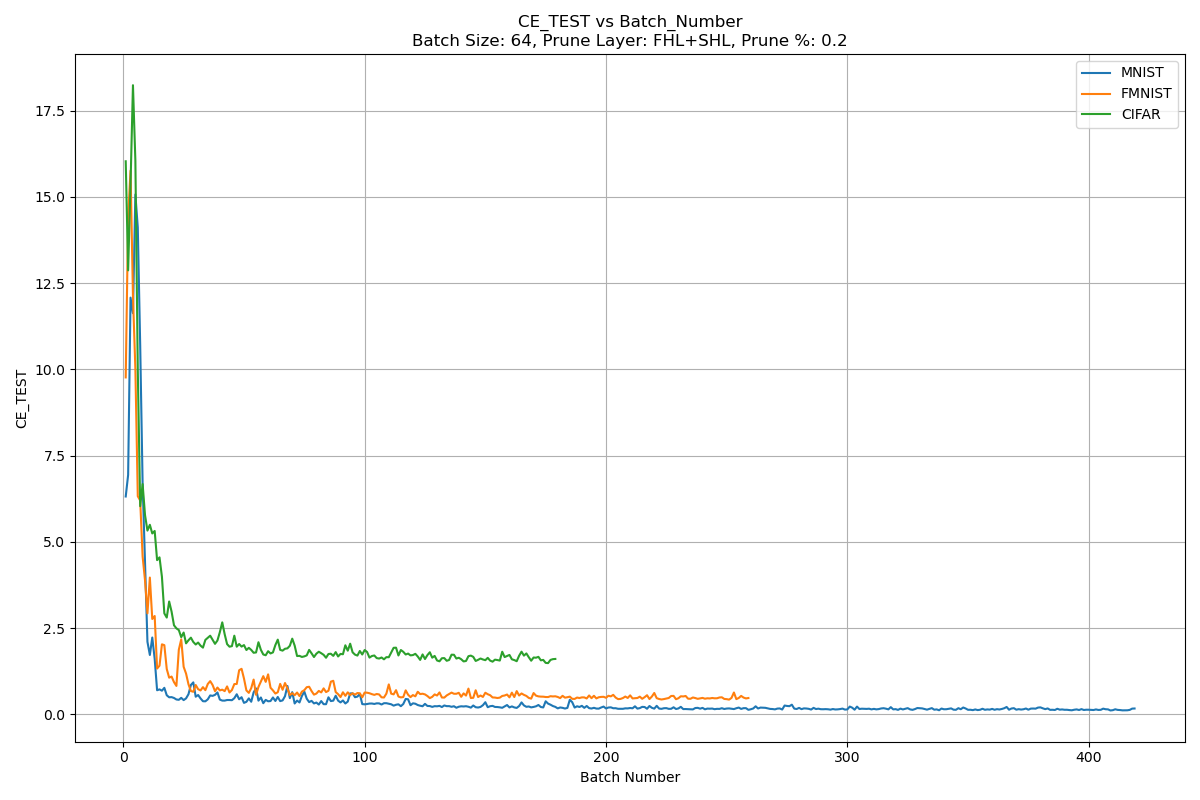 CE_TEST vs Batch_Number
Batch Size: 64, Prune Layer: FHL+SHL, Prune %: 0.2
MNIST
FMNIST
CIFAR
17.5
15.0
12.5
10.0
7.5
5.0
2.5
0.0
CE_TEST
0 100 200 300 400
Batch Number